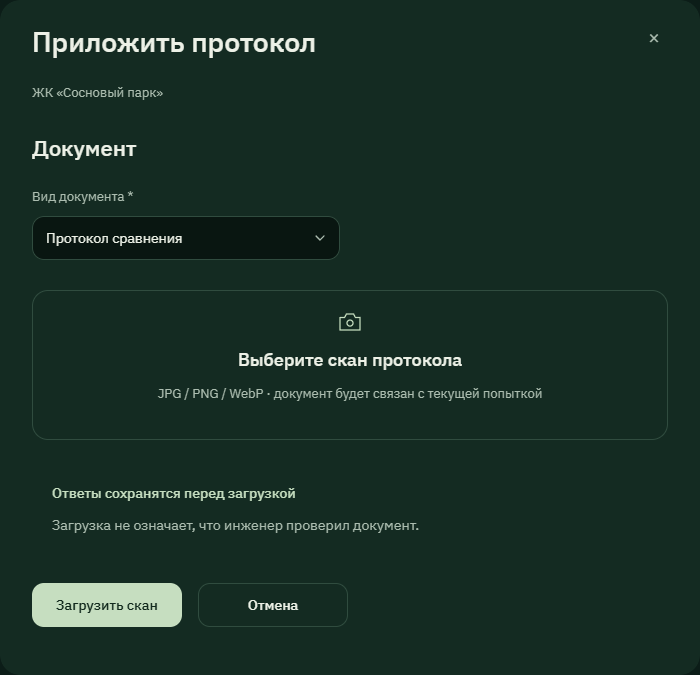 Приложить протокол
ЖК «Сосновый парк»
Документ
Вид документа *
Протокол сравнения
Выберите скан протокола
JPG / PNG / WebP · документ будет связан с текущей попыткой
Ответы сохранятся перед загрузкой
Загрузка не означает, что инженер проверил документ.
Загрузить скан
Отмена